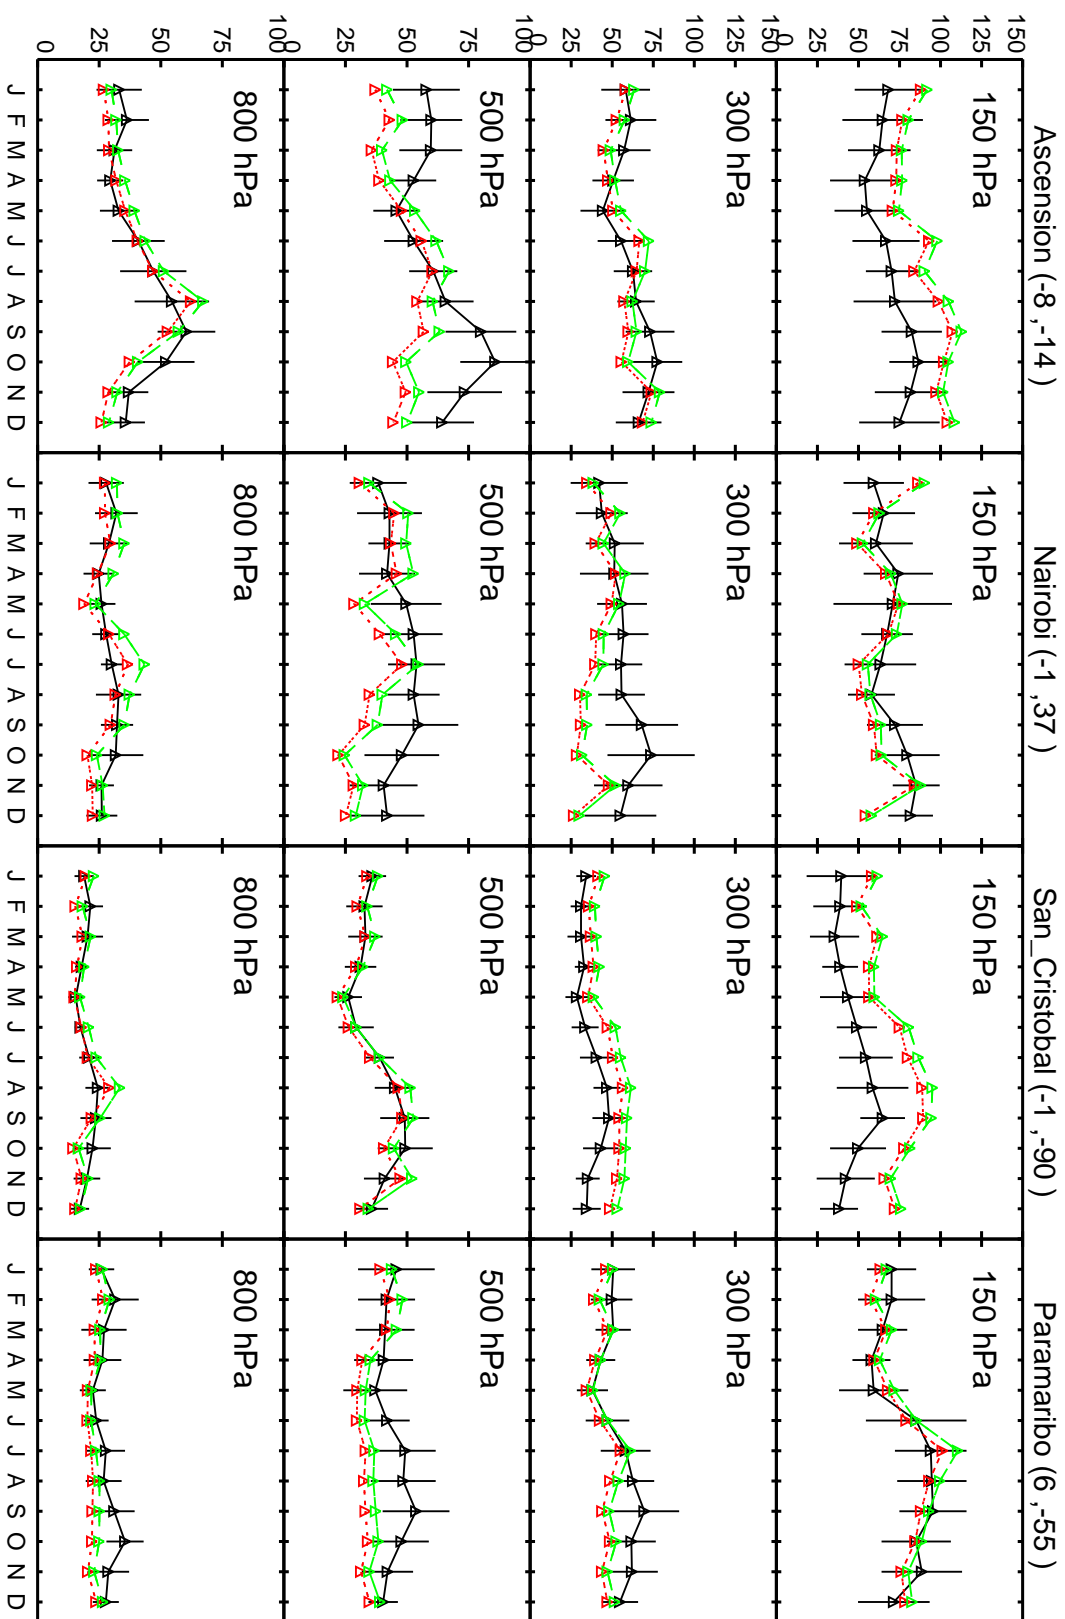 Ascension (-8 ,-14 )
Nairobi (-1 ,37 )
San_Cristobal (-1 ,-90 )
Paramaribo (6 ,-55 )
150
125
100
75
50
25
0
150 hPa
150 hPa
150 hPa
150 hPa
150
125
100
75
50
25
0
300 hPa
300 hPa
300 hPa
300 hPa
100
75
50
25
0
500 hPa
500 hPa
500 hPa
500 hPa
100
75
50
25
0
800 hPa
800 hPa
800 hPa
800 hPa
J F M A M J J A S O N D
J F M A M J J A S O N D
J F M A M J J A S O N D
J F M A M J J A S O N D